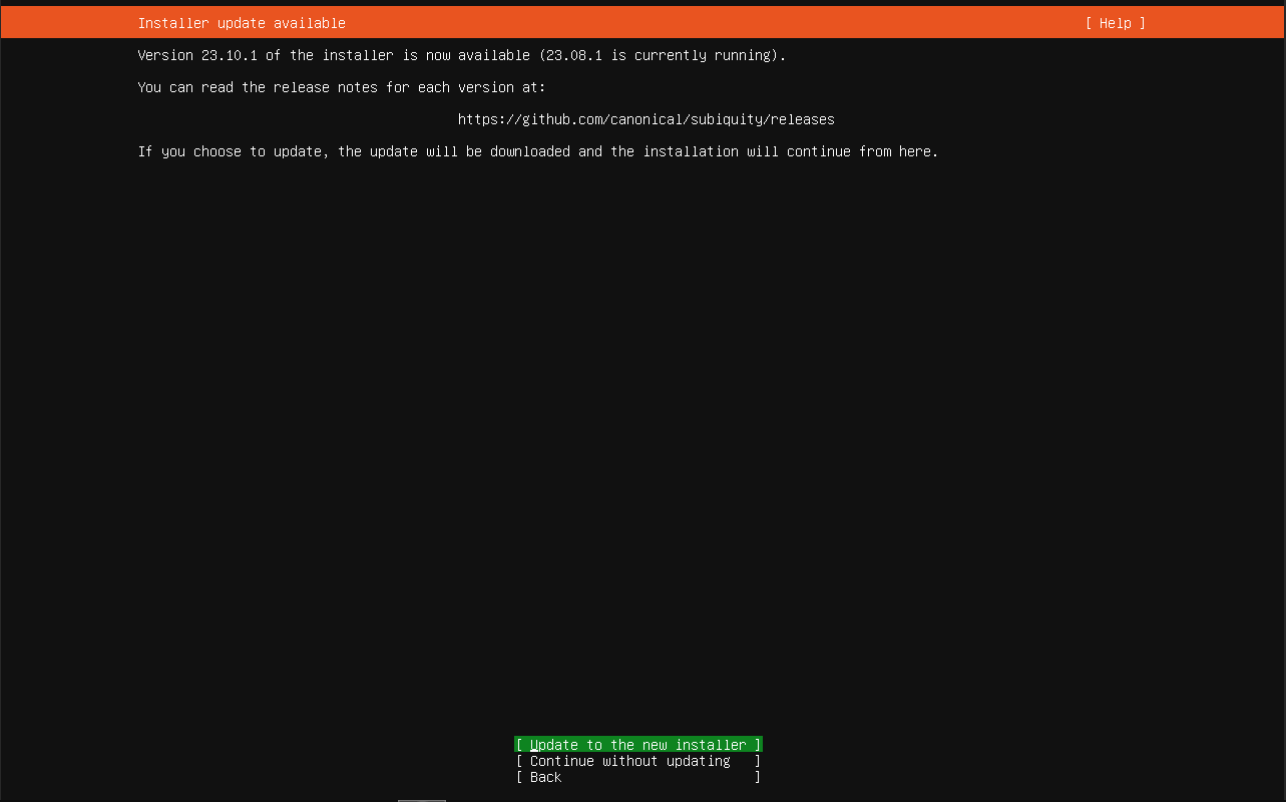 Installer update available [ Help ]
Version 23.10.1 of the installer is now available (23.08.1 is currently running).
You can read the release notes for each version at:
https://github.com/canonical/subiquity/releases
If you choose to update, the update will be downloaded and the installation will continue from here.
[ Update to the new installer ]
[ Continue without updating ]
[ Back ]